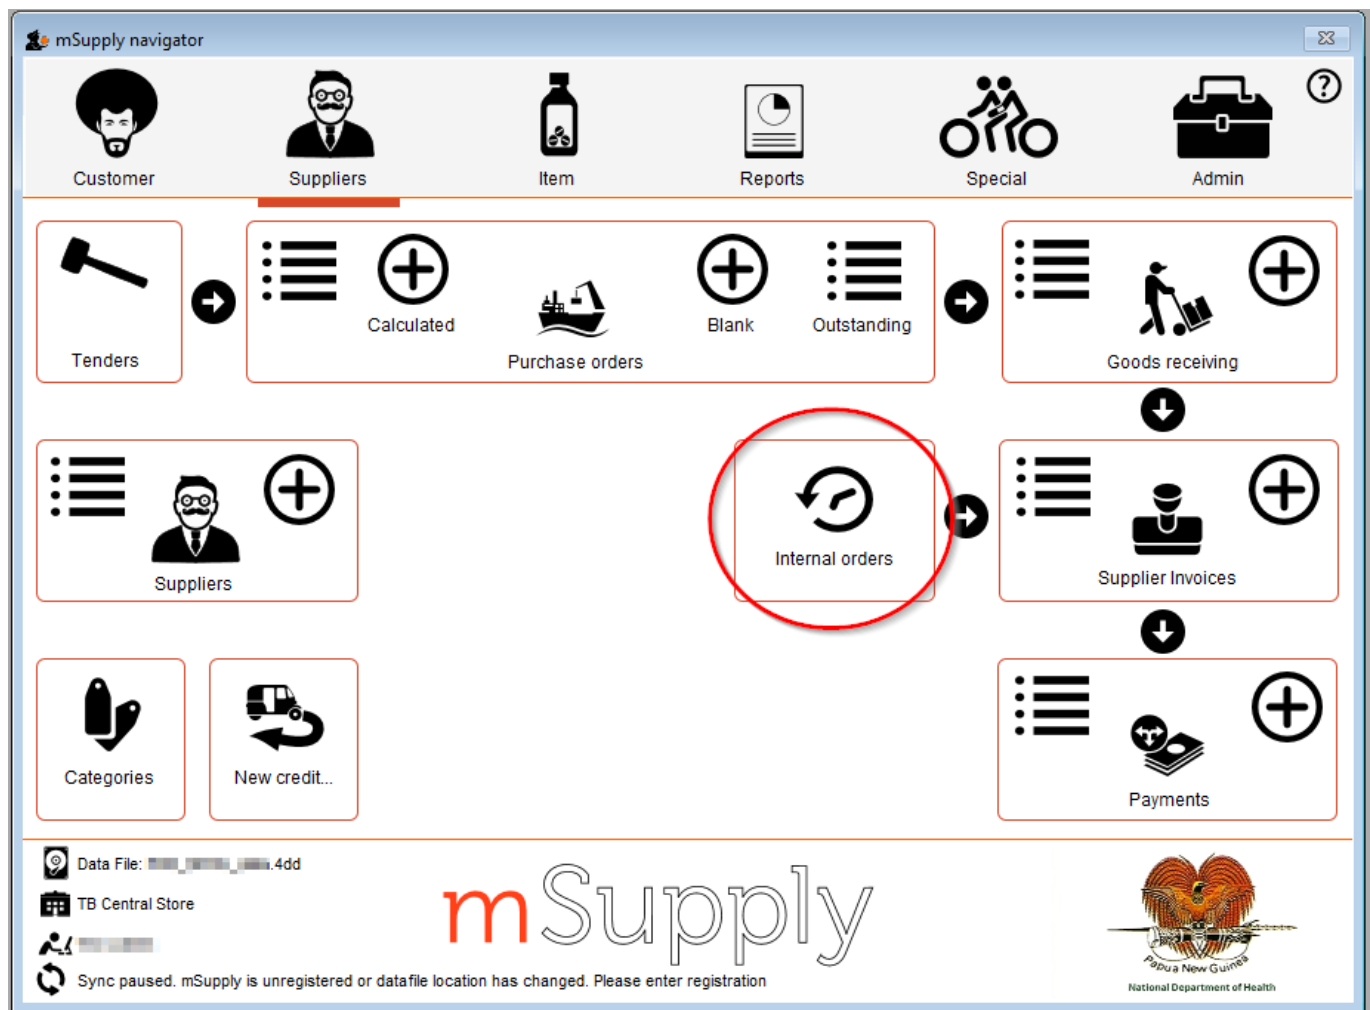 mSupply navigator
Customer
Suppliers
Item
Reports
Special
Admin
?
Tenders
Calculated
Purchase orders
Blank
Outstanding
Goods receiving
Suppliers
Internal orders
Supplier Invoices
Categories
New credit...
Payments
Data File: .4dd
TB Central Store
Sync paused. mSupply is unregistered or datafile location has changed. Please enter registration
mSupply
Papua New Guinea
National Department of Health